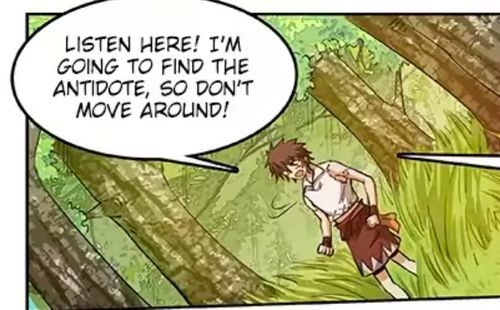 LISTEN HERE! I'M
GOING TO FIND THE
ANTIDOTE, SO DON'T
MOVE AROUND!